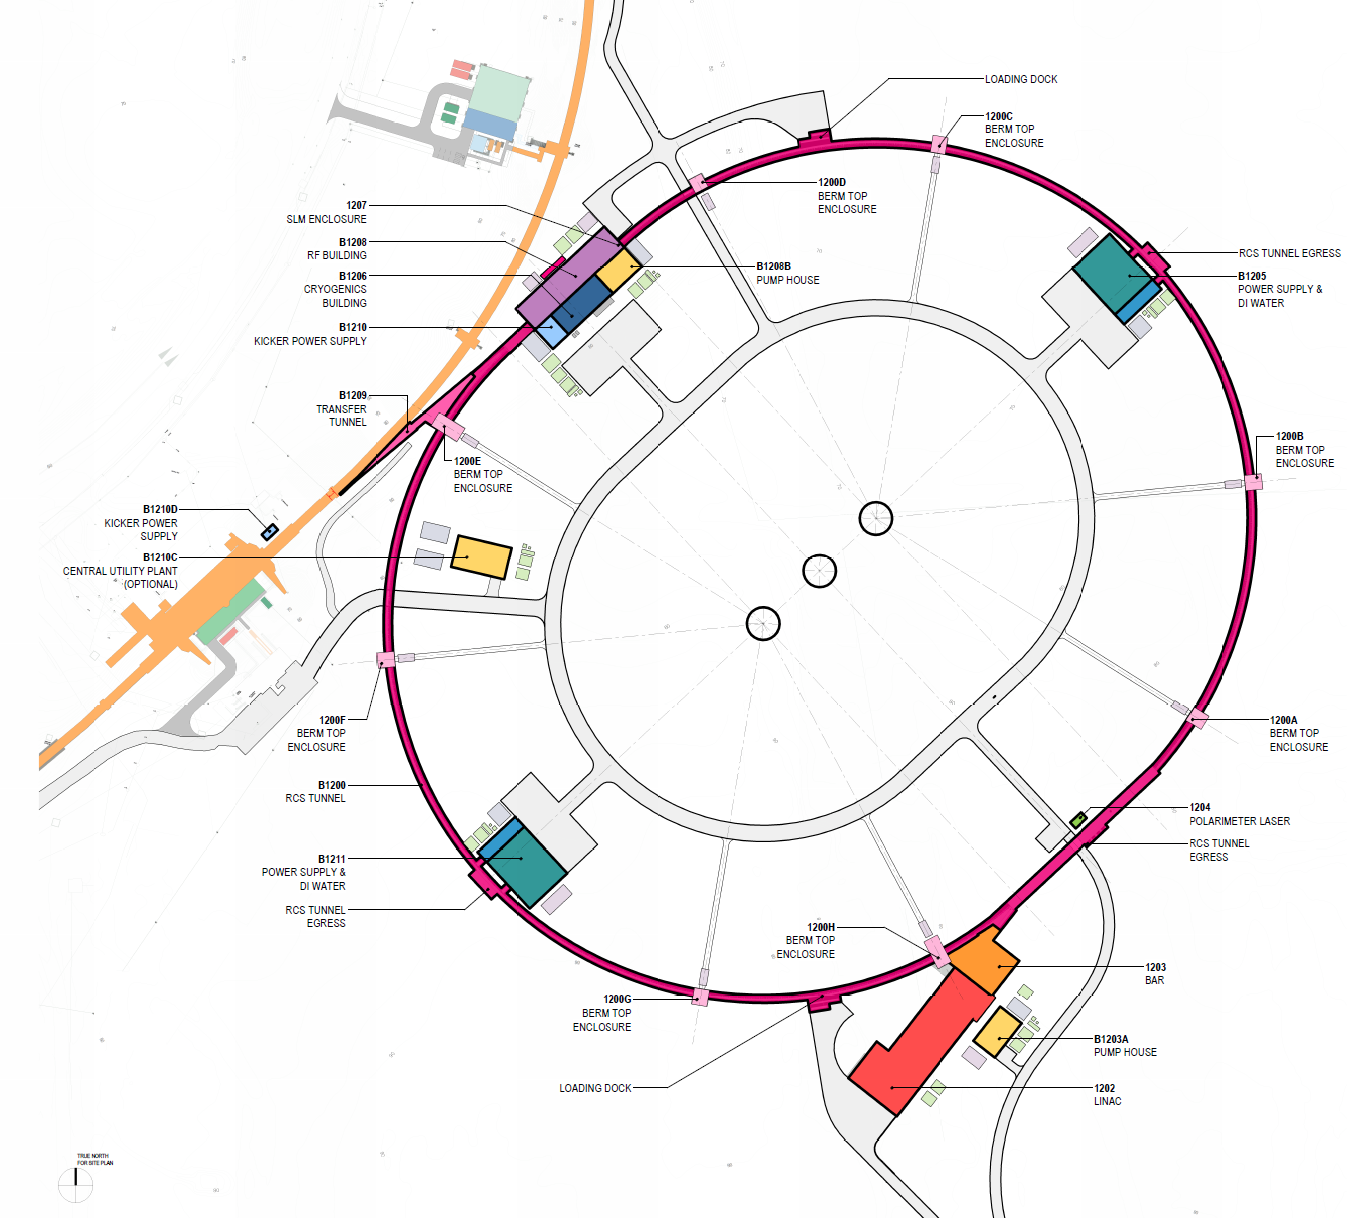 LOADING DOCK
1200C
BERM TOP
ENCLOSURE
1200D
BERM TOP
ENCLOSURE
1207
SLM ENCLOSURE
B1208
RF BUILDING
B1206
CRYOGENICS
BUILDING
B1210
KICKER POWER SUPPLY
B1208B
PUMP HOUSE
RCS TUNNEL EGRESS
B1205
POWER SUPPLY &
DI WATER
B1209
TRANSFER
TUNNEL
1200E
BERM TOP
ENCLOSURE
1200B
BERM TOP
ENCLOSURE
B1210D
KICKER POWER
SUPPLY
B1210C
CENTRAL UTILITY PLANT
(OPTIONAL)
1200F
BERM TOP
ENCLOSURE
1200A
BERM TOP
ENCLOSURE
B1200
RCS TUNNEL
1204
POLARIMETER LASER
RCS TUNNEL
EGRESS
B1211
POWER SUPPLY &
DI WATER
RCS TUNNEL
EGRESS
1200H
BERM TOP
ENCLOSURE
1203
BAR
1200G
BERM TOP
ENCLOSURE
B1203A
PUMP HOUSE
LOADING DOCK
1202
LINAC
TRUE NORTH
FOR SITE PLAN